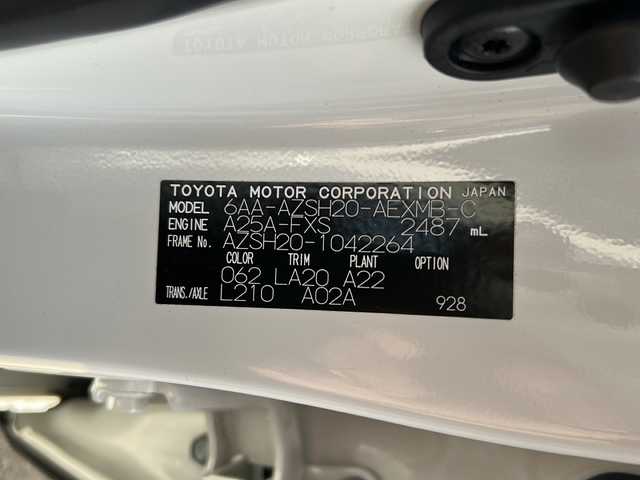 TOYOTA MOTOR CORPORATION JAPAN
MODEL 6AA-AZSH20-AEXMB-C
ENGINE A25A-FXS 2487 mL
FRAME No. AZSH20-1042264
COLOR TRIM PLANT OPTION
062 LA20 A22
TRANS./AXLE L210 A02A 928